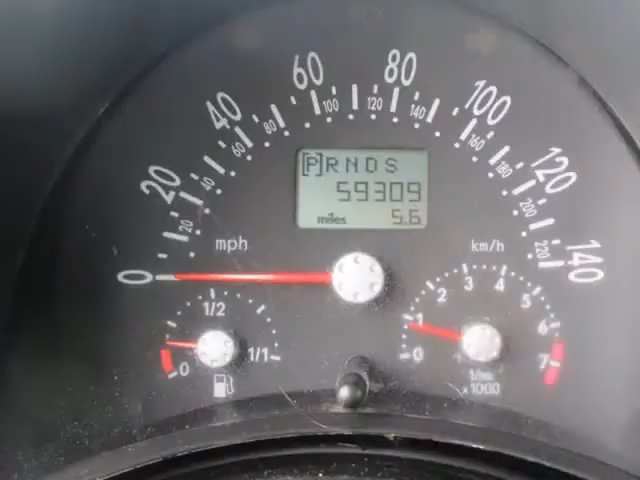 0 20 40 60 80 100 120 140
20 40 60 80 100 120 140 160 180 200 220
mph
km/h
[P] R N D S
59309
miles 5.6
0 1/2 1/1
0 1 2 3 4 5 6 7
1/min
x1000